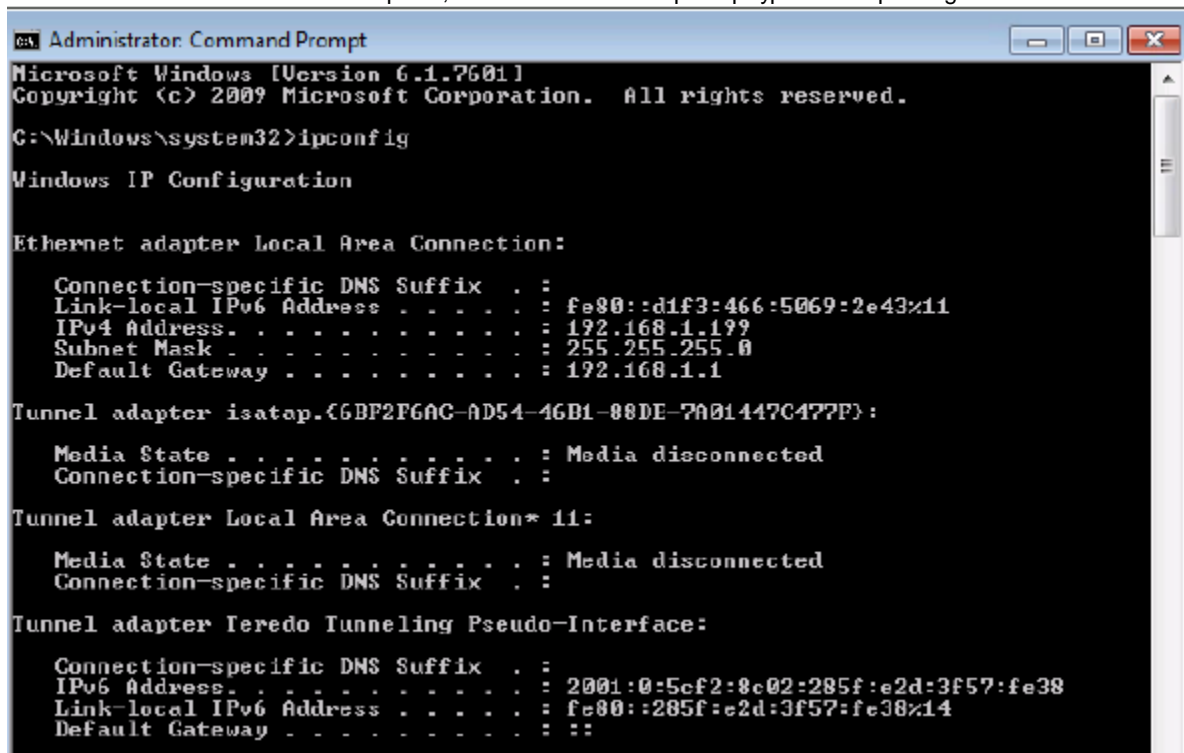 Administrator: Command Prompt
Microsoft Windows [Version 6.1.7601]
Copyright (c) 2009 Microsoft Corporation.  All rights reserved.
C:\Windows\system32>ipconfig
Windows IP Configuration
Ethernet adapter Local Area Connection:
Connection-specific DNS Suffix  . :
Link-local IPv6 Address . . . . . : fe80::d1f3:466:5069:2e43%11
IPv4 Address. . . . . . . . . . . : 192.168.1.199
Subnet Mask . . . . . . . . . . . : 255.255.255.0
Default Gateway . . . . . . . . . : 192.168.1.1
Tunnel adapter isatap.{6BF2F6AC-AD54-46B1-88DE-7A01447C477F}:
Media State . . . . . . . . . . . : Media disconnected
Connection-specific DNS Suffix  . :
Tunnel adapter Local Area Connection* 11:
Media State . . . . . . . . . . . : Media disconnected
Connection-specific DNS Suffix  . :
Tunnel adapter Teredo Tunneling Pseudo-Interface:
Connection-specific DNS Suffix  . :
IPv6 Address. . . . . . . . . . . : 2001:0:5cf2:8c02:285f:e2d:3f57:fe38
Link-local IPv6 Address . . . . . : fe80::285f:e2d:3f57:fe38%14
Default Gateway . . . . . . . . . : ::